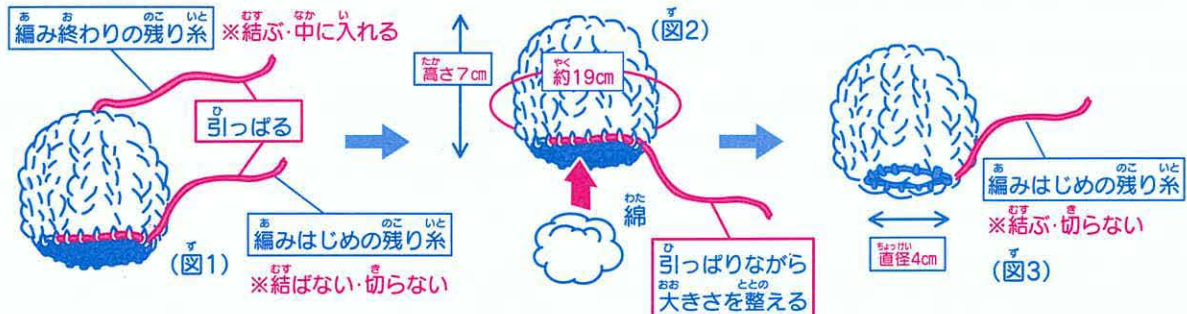 編み終わりの残り糸
※結ぶ・中に入れる
引っぱる
編みはじめの残り糸
(図1)
※結ばない・切らない
(図2)
高さ7cm
約19cm
綿
引っぱりながら
大きさを整える
編みはじめの残り糸
※結ぶ・切らない
直径4cm
(図3)